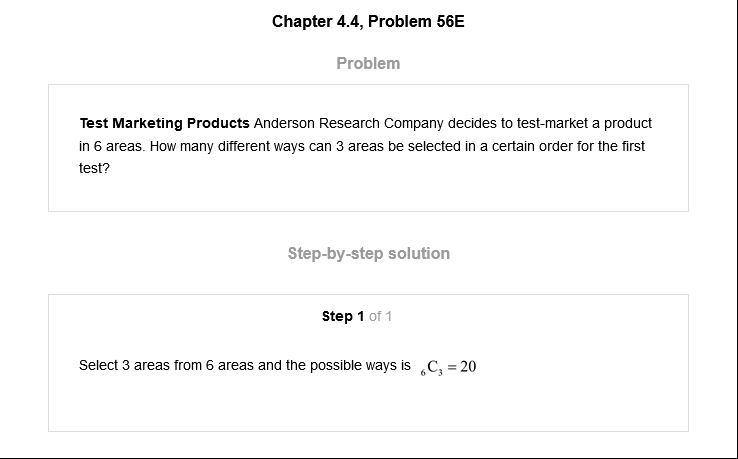 Chapter 4.4, Problem 56E
Problem
Test Marketing Products Anderson Research Company decides to test-market a product
in 6 areas. How many different ways can 3 areas be selected in a certain order for the first
test?
Step-by-step solution
Step 1 of 1
Select 3 areas from 6 areas and the possible ways is ₆C₃ = 20